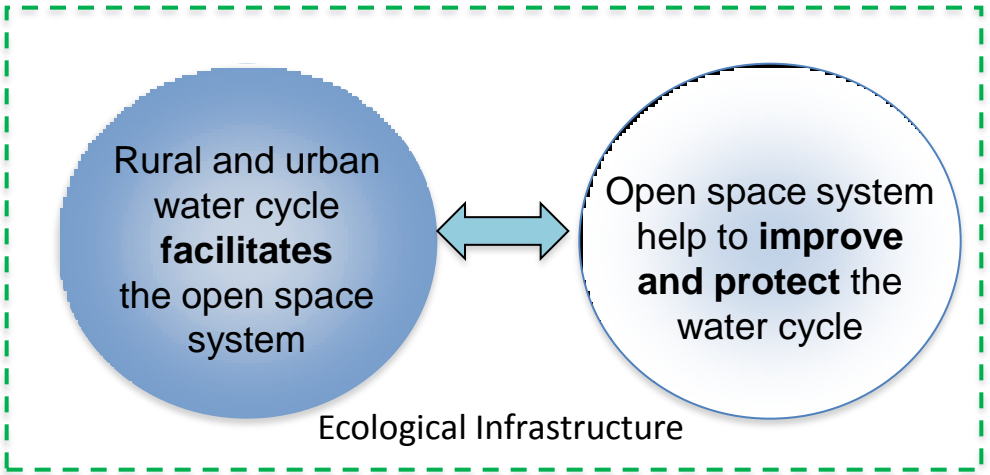 Rural and urban
water cycle
facilitates
the open space
system
Open space system
help to improve
and protect the
water cycle
Ecological Infrastructure